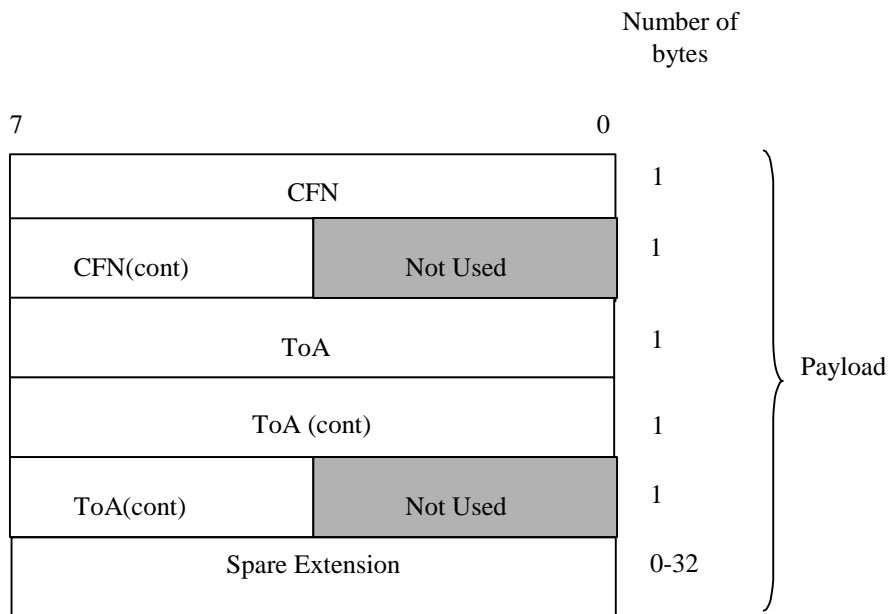 Number of
bytes
7 0
CFN 1
CFN(cont) Not Used 1
ToA 1
Payload
ToA (cont) 1
ToA(cont) Not Used 1
Spare Extension 0-32